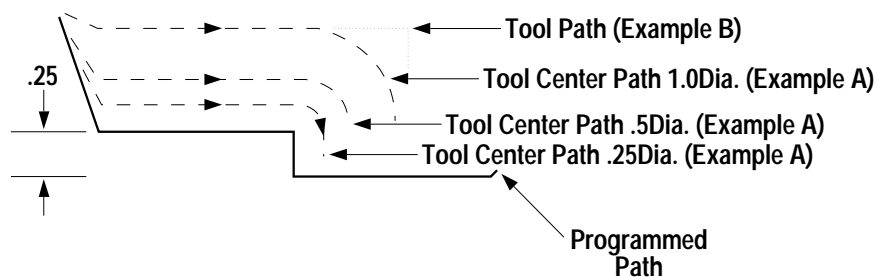 Tool Path (Example B)
.25
Tool Center Path 1.0Dia. (Example A)
Tool Center Path .5Dia. (Example A)
Tool Center Path .25Dia. (Example A)
Programmed
Path